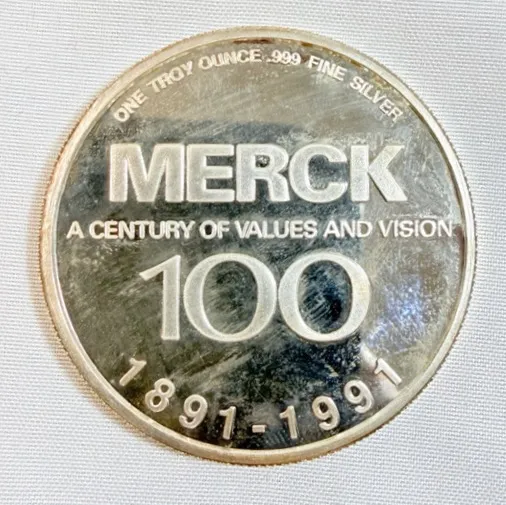 ONE TROY OUNCE .999 FINE SILVER
MERCK
A CENTURY OF VALUES AND VISION
100
1891-1991